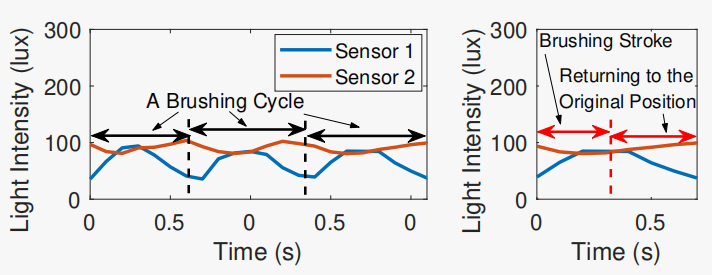 300
200
100
0
Light Intensity (lux)
Sensor 1
Sensor 2
A Brushing Cycle
0
0.5
0
0.5
0
Time (s)
300
200
100
0
Light Intensity (lux)
Brushing Stroke
Returning to the
Original Position
0
0.5
Time (s)